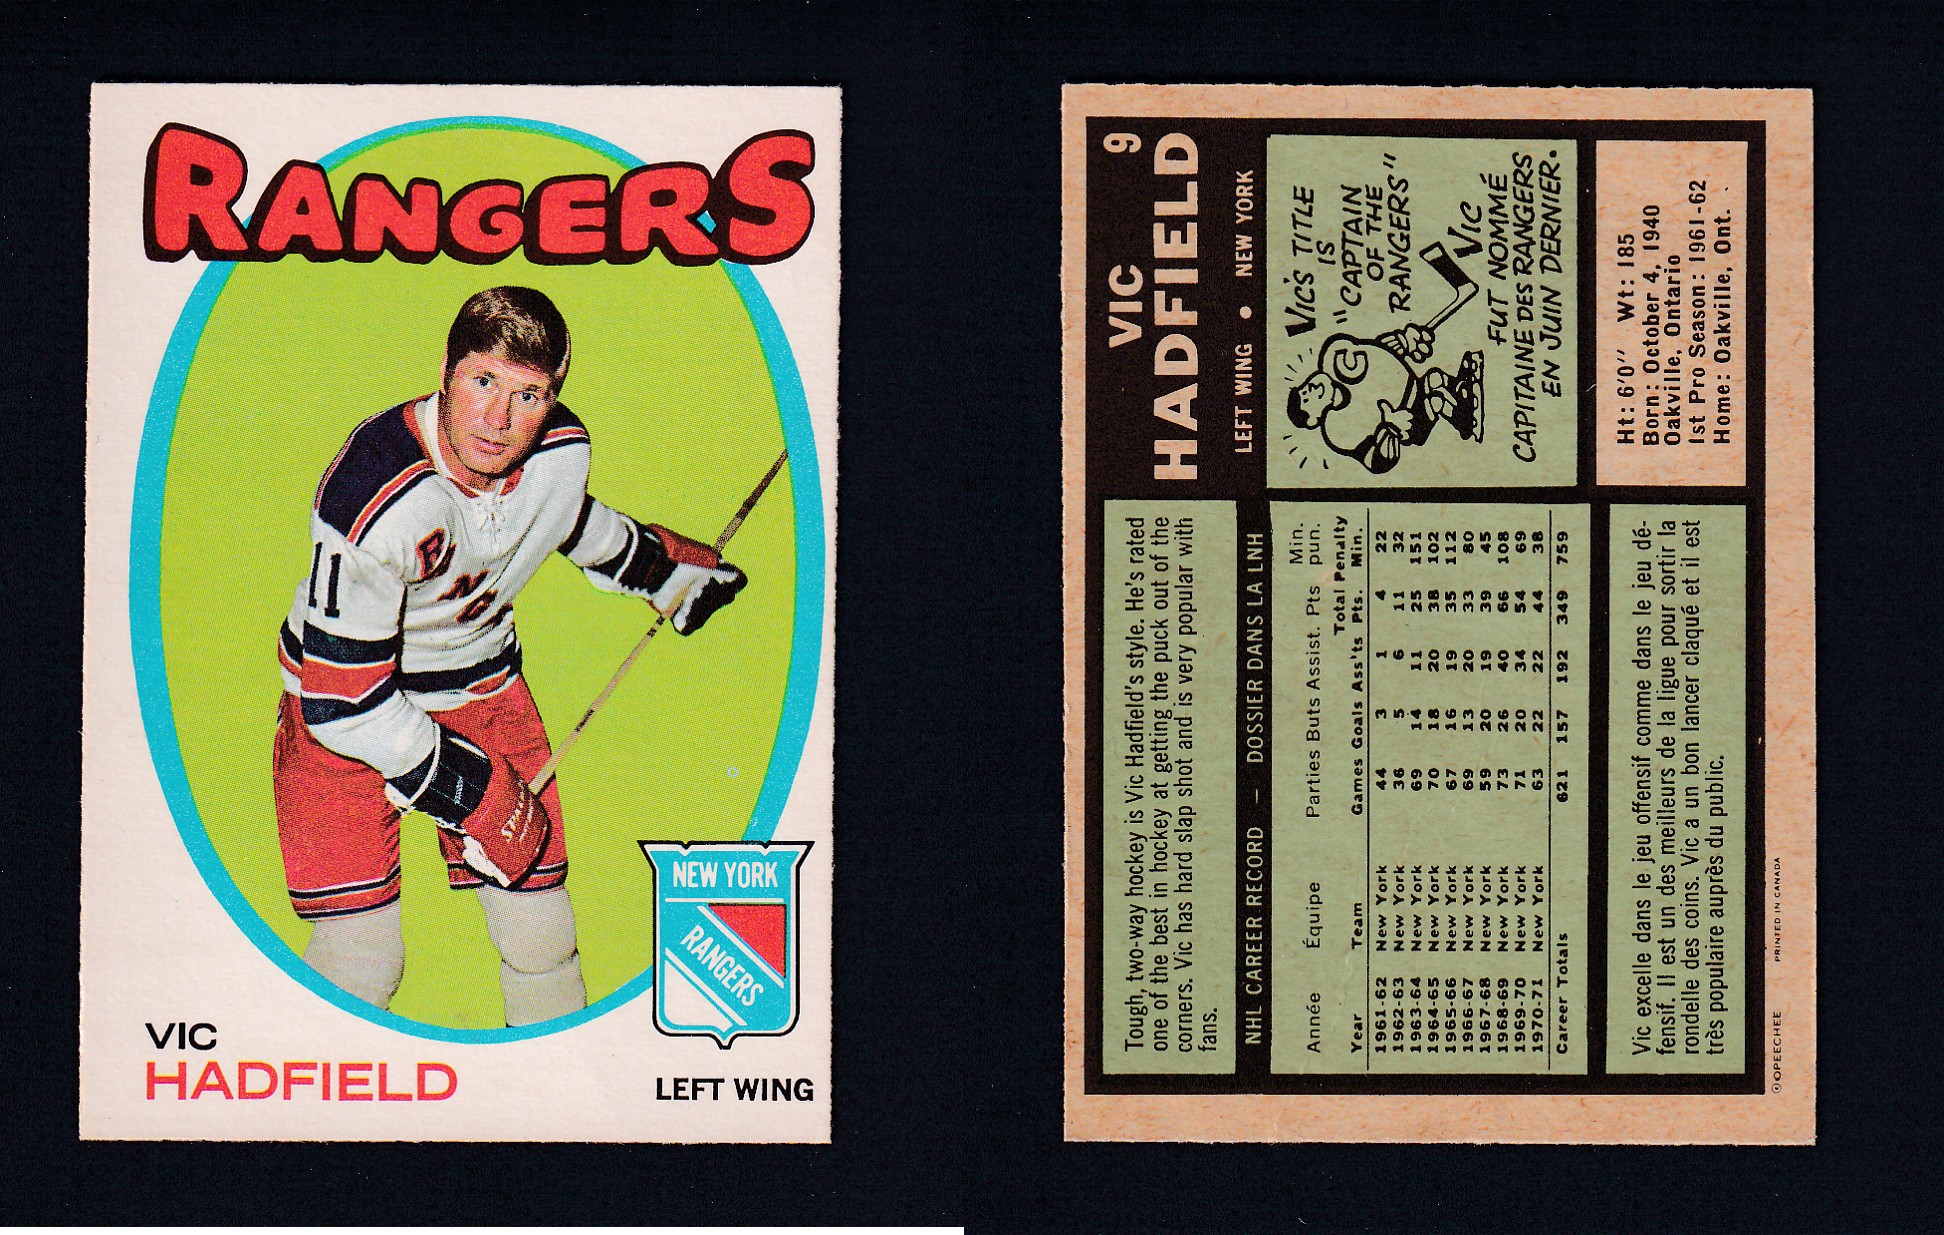 RANGERS
11
NEW YORK
RANGERS
VIC
HADFIELD
LEFT WING
9
VIC
HADFIELD
LEFT WING • NEW YORK
Tough, two-way hockey is Vic Hadfield's style. He's rated
one of the best in hockey at getting the puck out of the
corners. Vic has hard slap shot and is very popular with
fans.
VIC'S TITLE
IS
"CAPTAIN
OF THE
RANGERS"
C
VIC
FUT NOMMÉ
CAPITAINE DES RANGERS
EN JUIN DERNIER.
NHL CAREER RECORD — DOSSIER DANS LA LNH
Année Équipe Parties Buts Assist. Pts Min. pun.
Year Team Games Goals Ass'ts Total Pts. Penalty Min.
1961-62 New York 44 3 1 4 22
1962-63 New York 36 5 6 11 32
1963-64 New York 69 14 11 25 151
1964-65 New York 70 18 20 38 102
1965-66 New York 67 16 19 35 112
1966-67 New York 69 13 20 33 80
1967-68 New York 59 20 19 39 45
1968-69 New York 73 26 40 66 108
1969-70 New York 71 20 34 54 69
1970-71 New York 63 22 22 44 38
Career Totals 621 157 192 349 759
Ht: 6'0" Wt: 185
Born: October 4, 1940
Oakville, Ontario
1st Pro Season: 1961-62
Home: Oakville, Ont.
Vic excelle dans le jeu offensif comme dans le jeu dé-
fensif. Il est un des meilleurs de la ligue pour sortir la
rondelle des coins. Vic a un bon lancer claqué et il est
très populaire auprès du public.
©OPEECHEE PRINTED IN CANADA